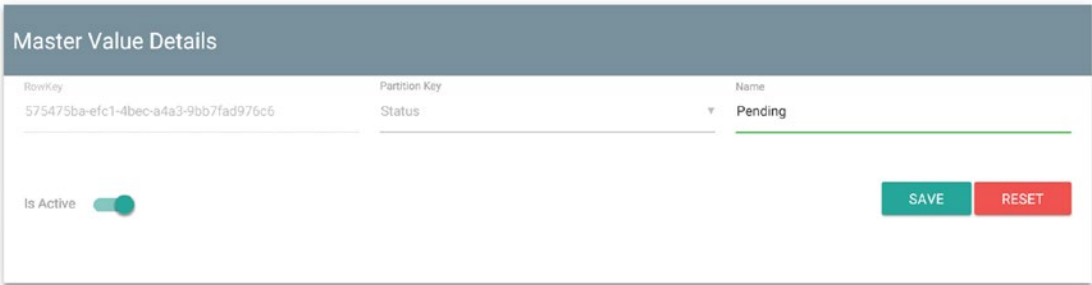 Master Value Details
RowKey Partition Key Name
575475ba-efc1-4bec-a4a3-9bb7fad976c6 Status Pending
Is Active SAVE RESET